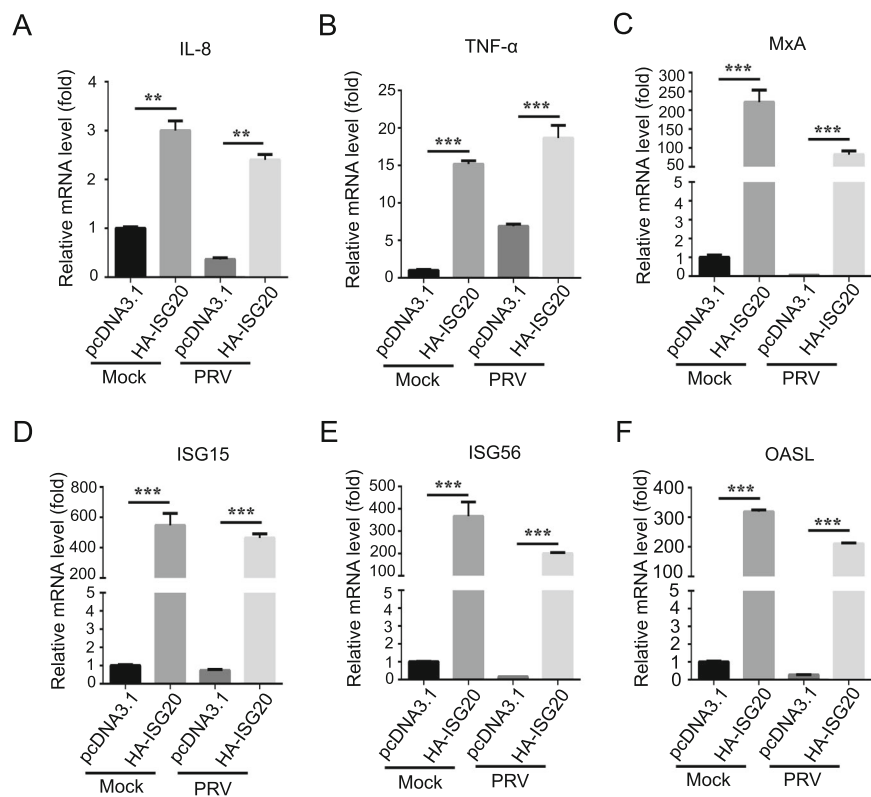 A
IL-8
Relative mRNA level (fold)
4
3
2
1
0
**
**
pcDNA3.1
HA-ISG20
pcDNA3.1
HA-ISG20
Mock
PRV
B
TNF-α
Relative mRNA level (fold)
25
20
15
10
5
0
***
***
pcDNA3.1
HA-ISG20
pcDNA3.1
HA-ISG20
Mock
PRV
C
MxA
Relative mRNA level (fold)
300
250
200
150
100
50
5
4
3
2
1
0
***
***
pcDNA3.1
HA-ISG20
pcDNA3.1
HA-ISG20
Mock
PRV
D
ISG15
Relative mRNA level (fold)
800
600
400
200
5
4
3
2
1
0
***
***
pcDNA3.1
HA-ISG20
pcDNA3.1
HA-ISG20
Mock
PRV
E
ISG56
Relative mRNA level (fold)
500
400
300
200
100
5
4
3
2
1
0
***
***
pcDNA3.1
HA-ISG20
pcDNA3.1
HA-ISG20
Mock
PRV
F
OASL
Relative mRNA level (fold)
400
300
200
100
5
4
3
2
1
0
***
***
pcDNA3.1
HA-ISG20
pcDNA3.1
HA-ISG20
Mock
PRV